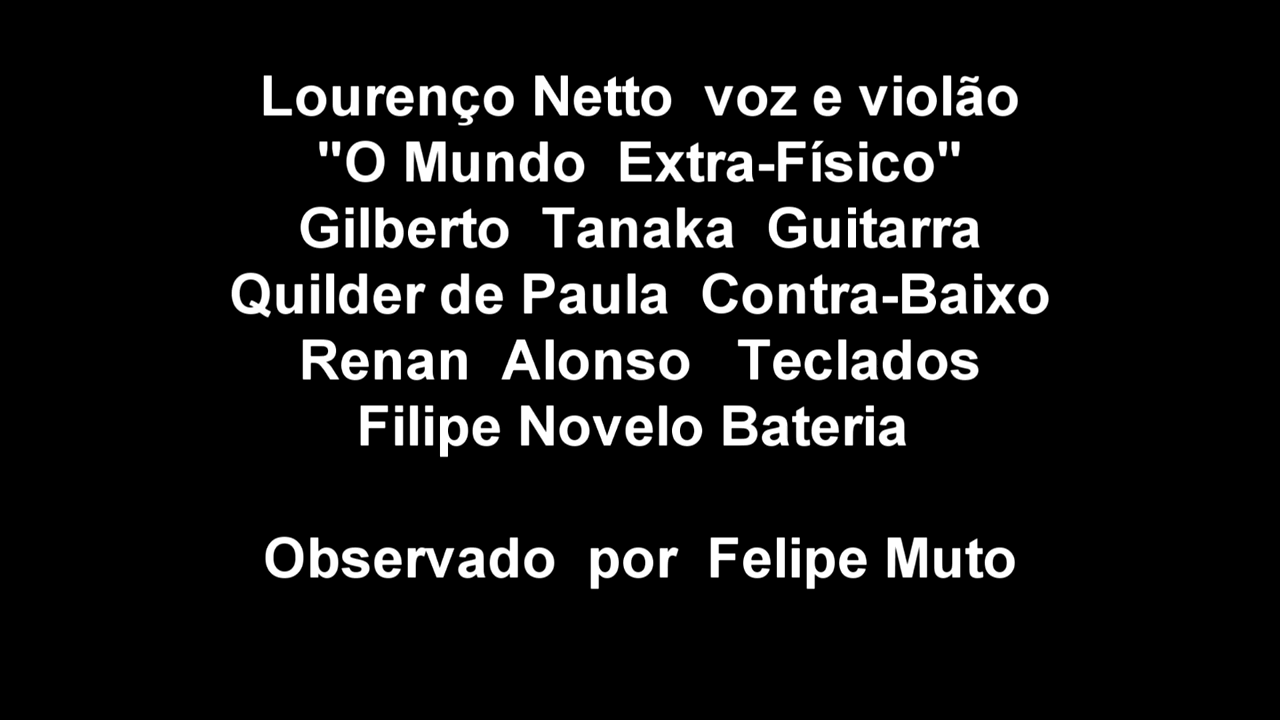 Lourenço Netto voz e violão
"O Mundo Extra-Físico"
Gilberto Tanaka Guitarra
Quilder de Paula Contra-Baixo
Renan Alonso Teclados
Filipe Novelo Bateria
Observado por Felipe Muto